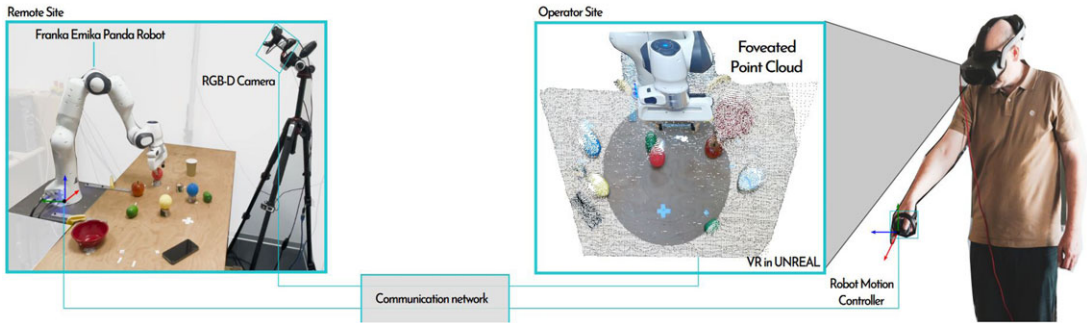 Remote Site
Franka Emika Panda Robot
RGB-D Camera
Operator Site
Foveated
Point Cloud
VR in UNREAL
Robot Motion
Controller
Communication network